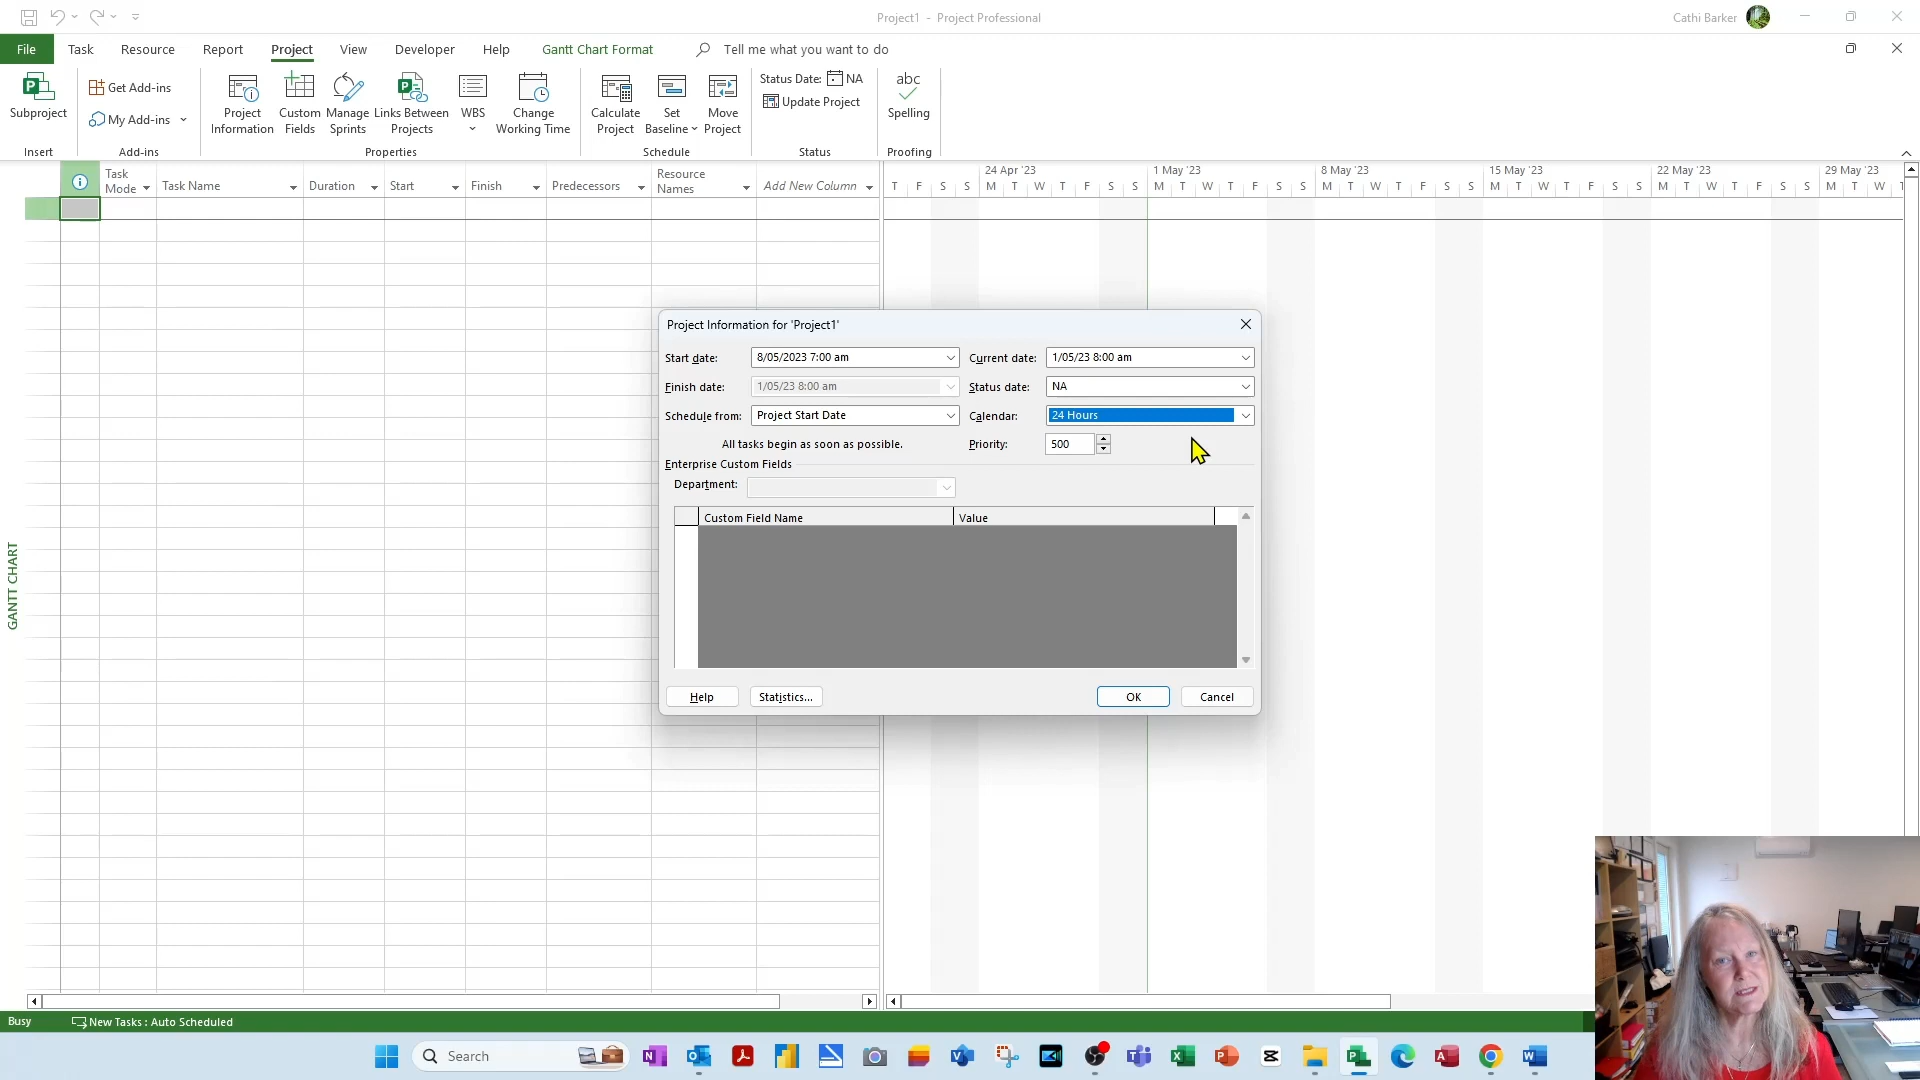 Project1 - Project Professional
Cathi Barker
File Task Resource Report Project View Developer Help Gantt Chart Format Tell me what you want to do
Subproject
Get Add-ins
My Add-ins
Project Information
Custom Fields
Manage Sprints
Links Between Projects
WBS
Change Working Time
Calculate Project
Set Baseline
Move Project
Status Date: NA
Update Project
abc
Spelling
Insert Add-ins Properties Schedule Status Proofing
Task Mode
Task Name
Duration
Start
Finish
Predecessors
Resource Names
Add New Column
24 Apr '23 1 May '23 8 May '23 15 May '23 22 May '23 29 May '23
T F S S M T W T F S S M T W T F S S M T W T F S S M T W T F S S M T W T F S S M T W
Project Information for 'Project1'
Start date: 8/05/2023 7:00 am Current date: 1/05/23 8:00 am
Finish date: 1/05/23 8:00 am Status date: NA
Schedule from: Project Start Date Calendar: 24 Hours
All tasks begin as soon as possible. Priority: 500
Enterprise Custom Fields
Department:
Custom Field Name Value
Help Statistics... OK Cancel
GANTT CHART
Busy New Tasks : Auto Scheduled
Search